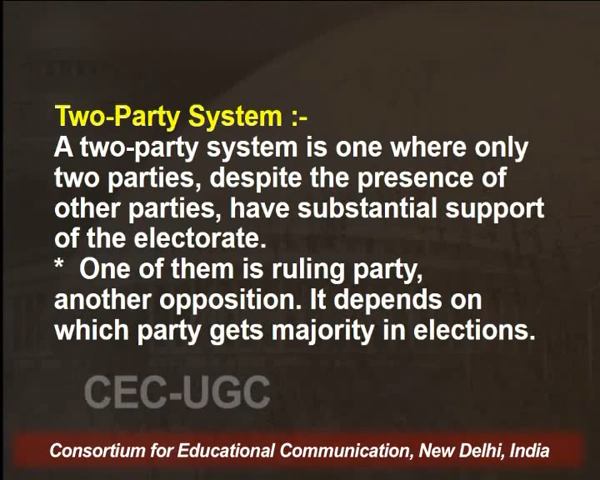 Two-Party System :-
A two-party system is one where only
two parties, despite the presence of
other parties, have substantial support
of the electorate.
* One of them is ruling party,
another opposition. It depends on
which party gets majority in elections.
CEC-UGC
Consortium for Educational Communication, New Delhi, India